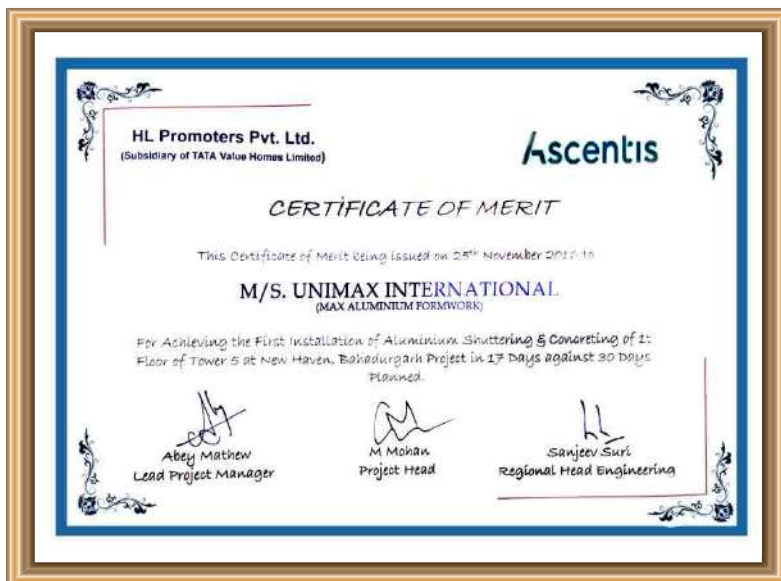 HL Promoters Pvt. Ltd.
(Subsidiary of TATA Value Homes Limited)
Ascentis
CERTIFICATE OF MERIT
This Certificate of Merit being issued on 25th November to
M/S. UNIMAX INTERNATIONAL
(MAX ALUMINIUM FORMWORK)
For Achieving the First Installation of Aluminium Shuttering & Concreting of
Floor of Tower 5 at New Haven, Bahadurgarh Project in 17 Days against 30 Days
Planned.
Abey Mathew
Lead Project Manager
M Mohan
Project Head
Sanjeev Suri
Regional Head Engineering